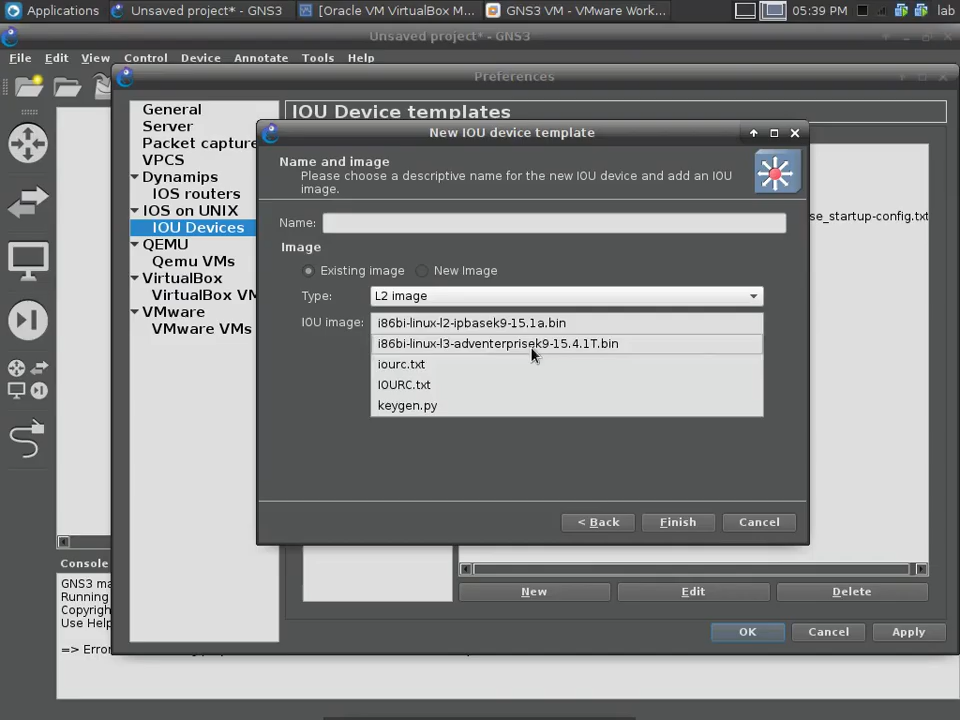 Applications
Unsaved project* - GNS3
[Oracle VM VirtualBox M...
GNS3 VM - VMware Work...
05:39 PM
lab
Unsaved project* - GNS3
File Edit View Control Device Annotate Tools Help
Preferences
General
Server
Packet capture
VPCS
Dynamips
IOS routers
IOS on UNIX
IOU Devices
QEMU
Qemu VMs
VirtualBox
VirtualBox VM
VMware
VMware VMs
IOU Device templates
se_startup-config.txt
New IOU device template
Name and image
Please choose a descriptive name for the new IOU device and add an IOU
image.
Name:
Image
Existing image
New Image
Type:
L2 image
IOU image:
i86bi-linux-l2-ipbasek9-15.1a.bin
i86bi-linux-l3-adventerprisek9-15.4.1T.bin
iourc.txt
IOURC.txt
keygen.py
< Back
Finish
Cancel
New
Edit
Delete
OK
Cancel
Apply
Console
GNS3 ma
Running
Copyrigh
Use Help
=> Error